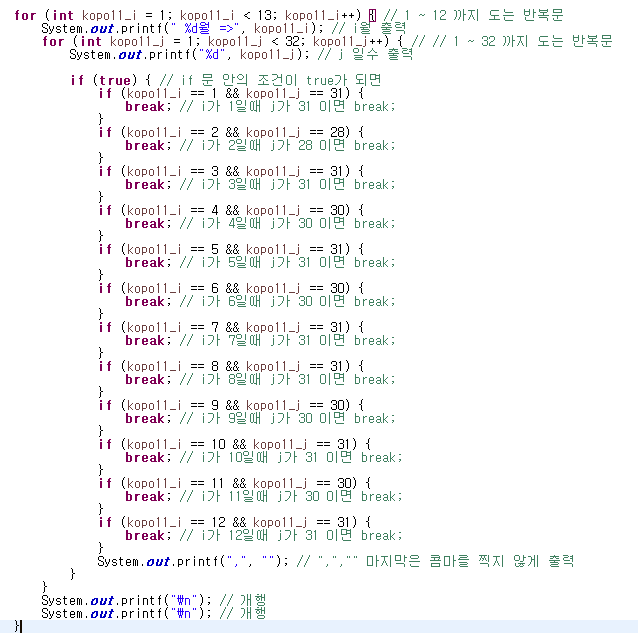 for (int kopo11_i = 1; kopo11_i < 13; kopo11_i++) { // 1 ~ 12 까지 도는 반복문
System.out.printf(" %d월 =>", kopo11_i); // i월 출력
for (int kopo11_j = 1; kopo11_j < 32; kopo11_j++) { // // 1 ~ 32 까지 도는 반복문
System.out.printf("%d", kopo11_j); // j 일수 출력
if (true) { // if 문 안의 조건이 true가 되면
if (kopo11_i == 1 && kopo11_j == 31) {
break; // i가 1일때 j가 31 이면 break;
}
if (kopo11_i == 2 && kopo11_j == 28) {
break; // i가 2일때 j가 28 이면 break;
}
if (kopo11_i == 3 && kopo11_j == 31) {
break; // i가 3일때 j가 31 이면 break;
}
if (kopo11_i == 4 && kopo11_j == 30) {
break; // i가 4일때 j가 30 이면 break;
}
if (kopo11_i == 5 && kopo11_j == 31) {
break; // i가 5일때 j가 31 이면 break;
}
if (kopo11_i == 6 && kopo11_j == 30) {
break; // i가 6일때 j가 30 이면 break;
}
if (kopo11_i == 7 && kopo11_j == 31) {
break; // i가 7일때 j가 31 이면 break;
}
if (kopo11_i == 8 && kopo11_j == 31) {
break; // i가 8일때 j가 31 이면 break;
}
if (kopo11_i == 9 && kopo11_j == 30) {
break; // i가 9일때 j가 30 이면 break;
}
if (kopo11_i == 10 && kopo11_j == 31) {
break; // i가 10일때 j가 31 이면 break;
}
if (kopo11_i == 11 && kopo11_j == 30) {
break; // i가 11일때 j가 30 이면 break;
}
if (kopo11_i == 12 && kopo11_j == 31) {
break; // i가 12일때 j가 31 이면 break;
}
System.out.printf(",", ""); // ",","" 마지막은 콤마를 찍지 않게 출력
}
}
System.out.printf("₩n"); // 개행
System.out.printf("₩n"); // 개행
}